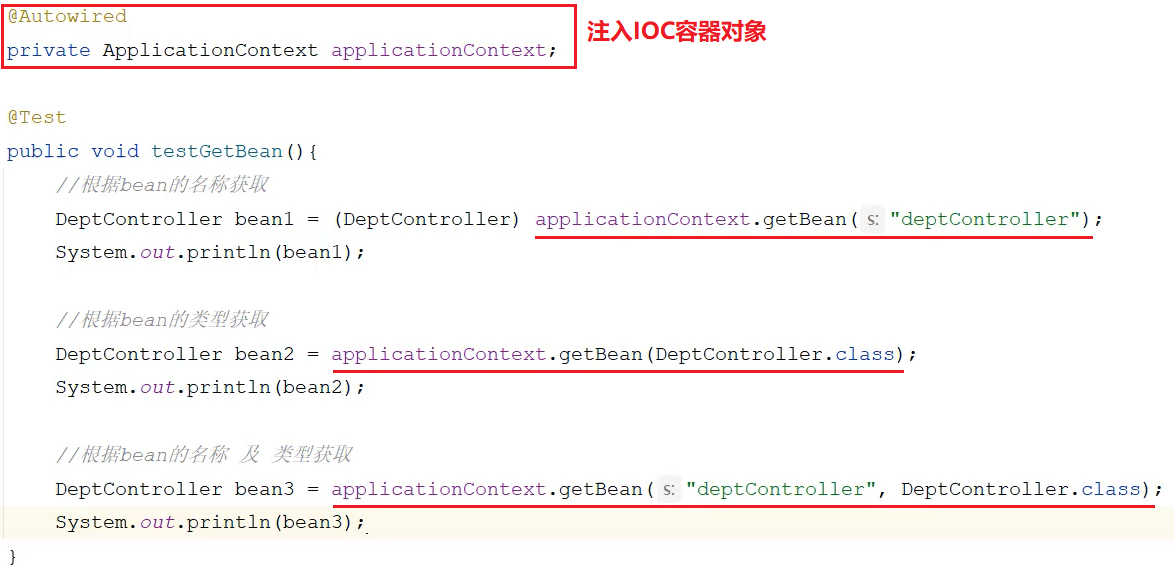 @Autowired
private ApplicationContext applicationContext;
注入IOC容器对象
@Test
public void testGetBean(){
//根据bean的名称获取
DeptController bean1 = (DeptController) applicationContext.getBean( s: "deptController");
System.out.println(bean1);
//根据bean的类型获取
DeptController bean2 = applicationContext.getBean(DeptController.class);
System.out.println(bean2);
//根据bean的名称 及 类型获取
DeptController bean3 = applicationContext.getBean( s: "deptController", DeptController.class);
System.out.println(bean3);
}